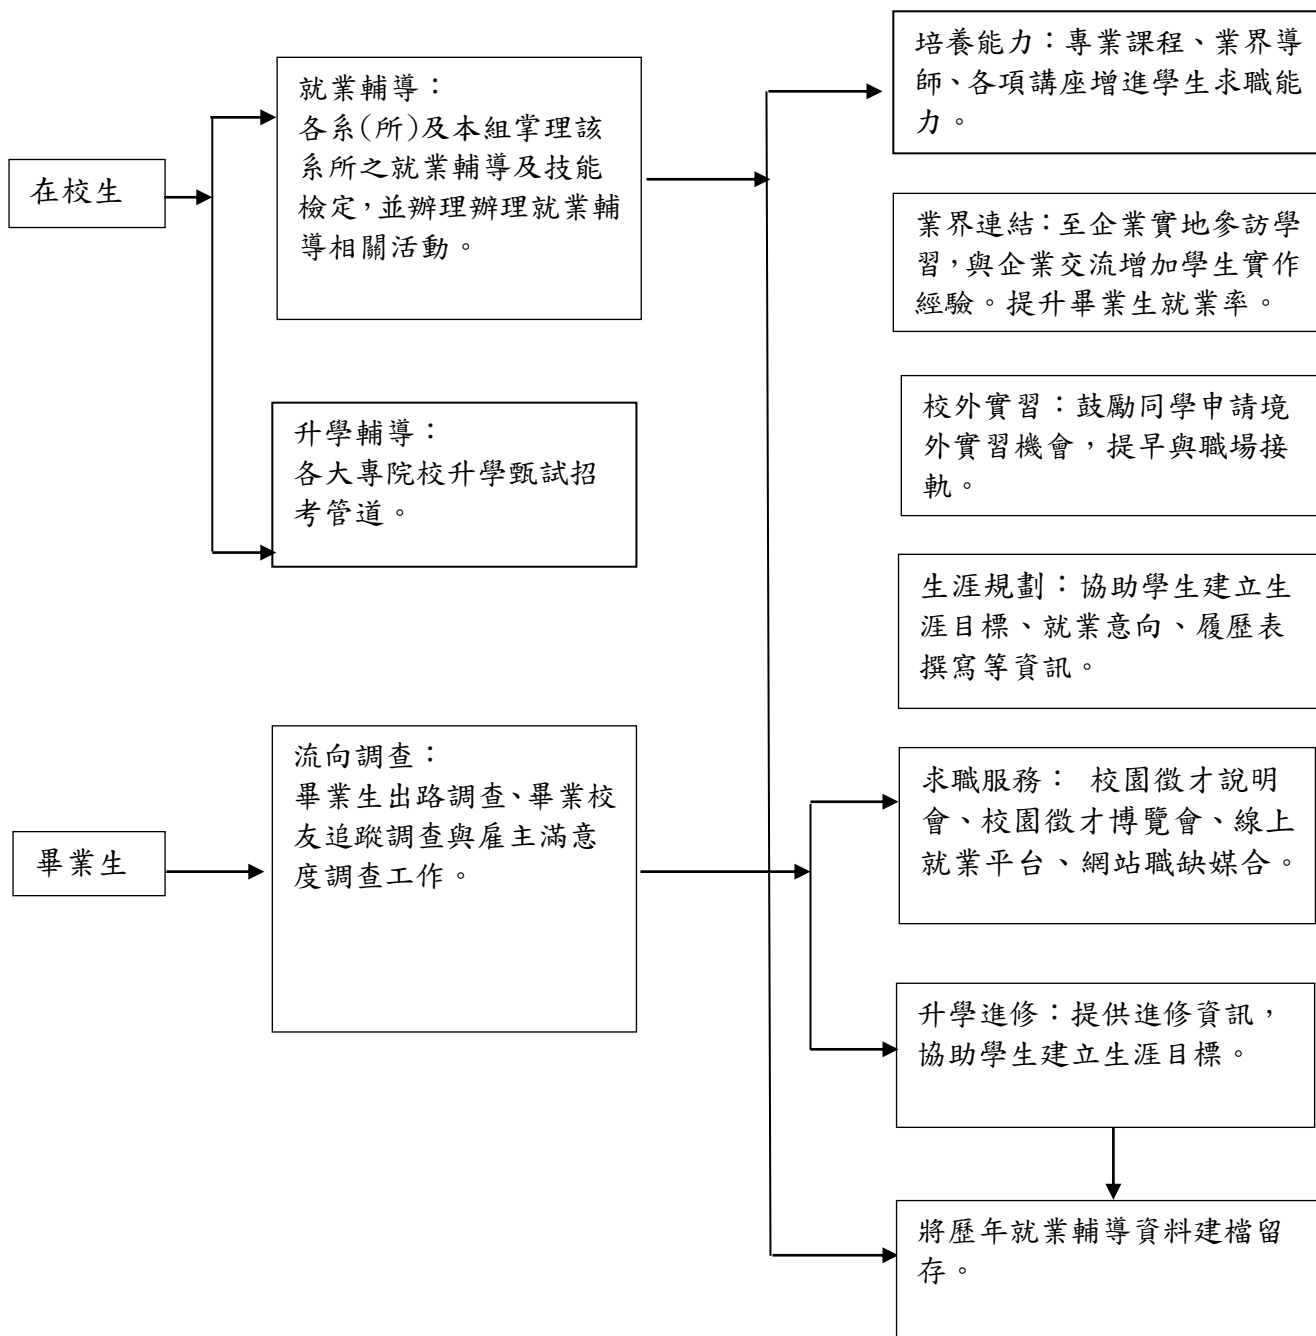 在校生
就業輔導：
各系(所)及本組掌理該
系所之就業輔導及技能
檢定，並辦理辦理就業輔
導相關活動。
升學輔導：
各大專院校升學甄試招
考管道。
畢業生
流向調查：
畢業生出路調查、畢業校
友追蹤調查與雇主滿意
度調查工作。
培養能力：專業課程、業界導
師、各項講座增進學生求職能
力。
業界連結：至企業實地參訪學
習，與企業交流增加學生實作
經驗。提升畢業生就業率。
校外實習：鼓勵同學申請境
外實習機會，提早與職場接
軌。
生涯規劃：協助學生建立生
涯目標、就業意向、履歷表
撰寫等資訊。
求職服務： 校園徵才說明
會、校園徵才博覽會、線上
就業平台、網站職缺媒合。
升學進修：提供進修資訊，
協助學生建立生涯目標。
將歷年就業輔導資料建檔留
存。